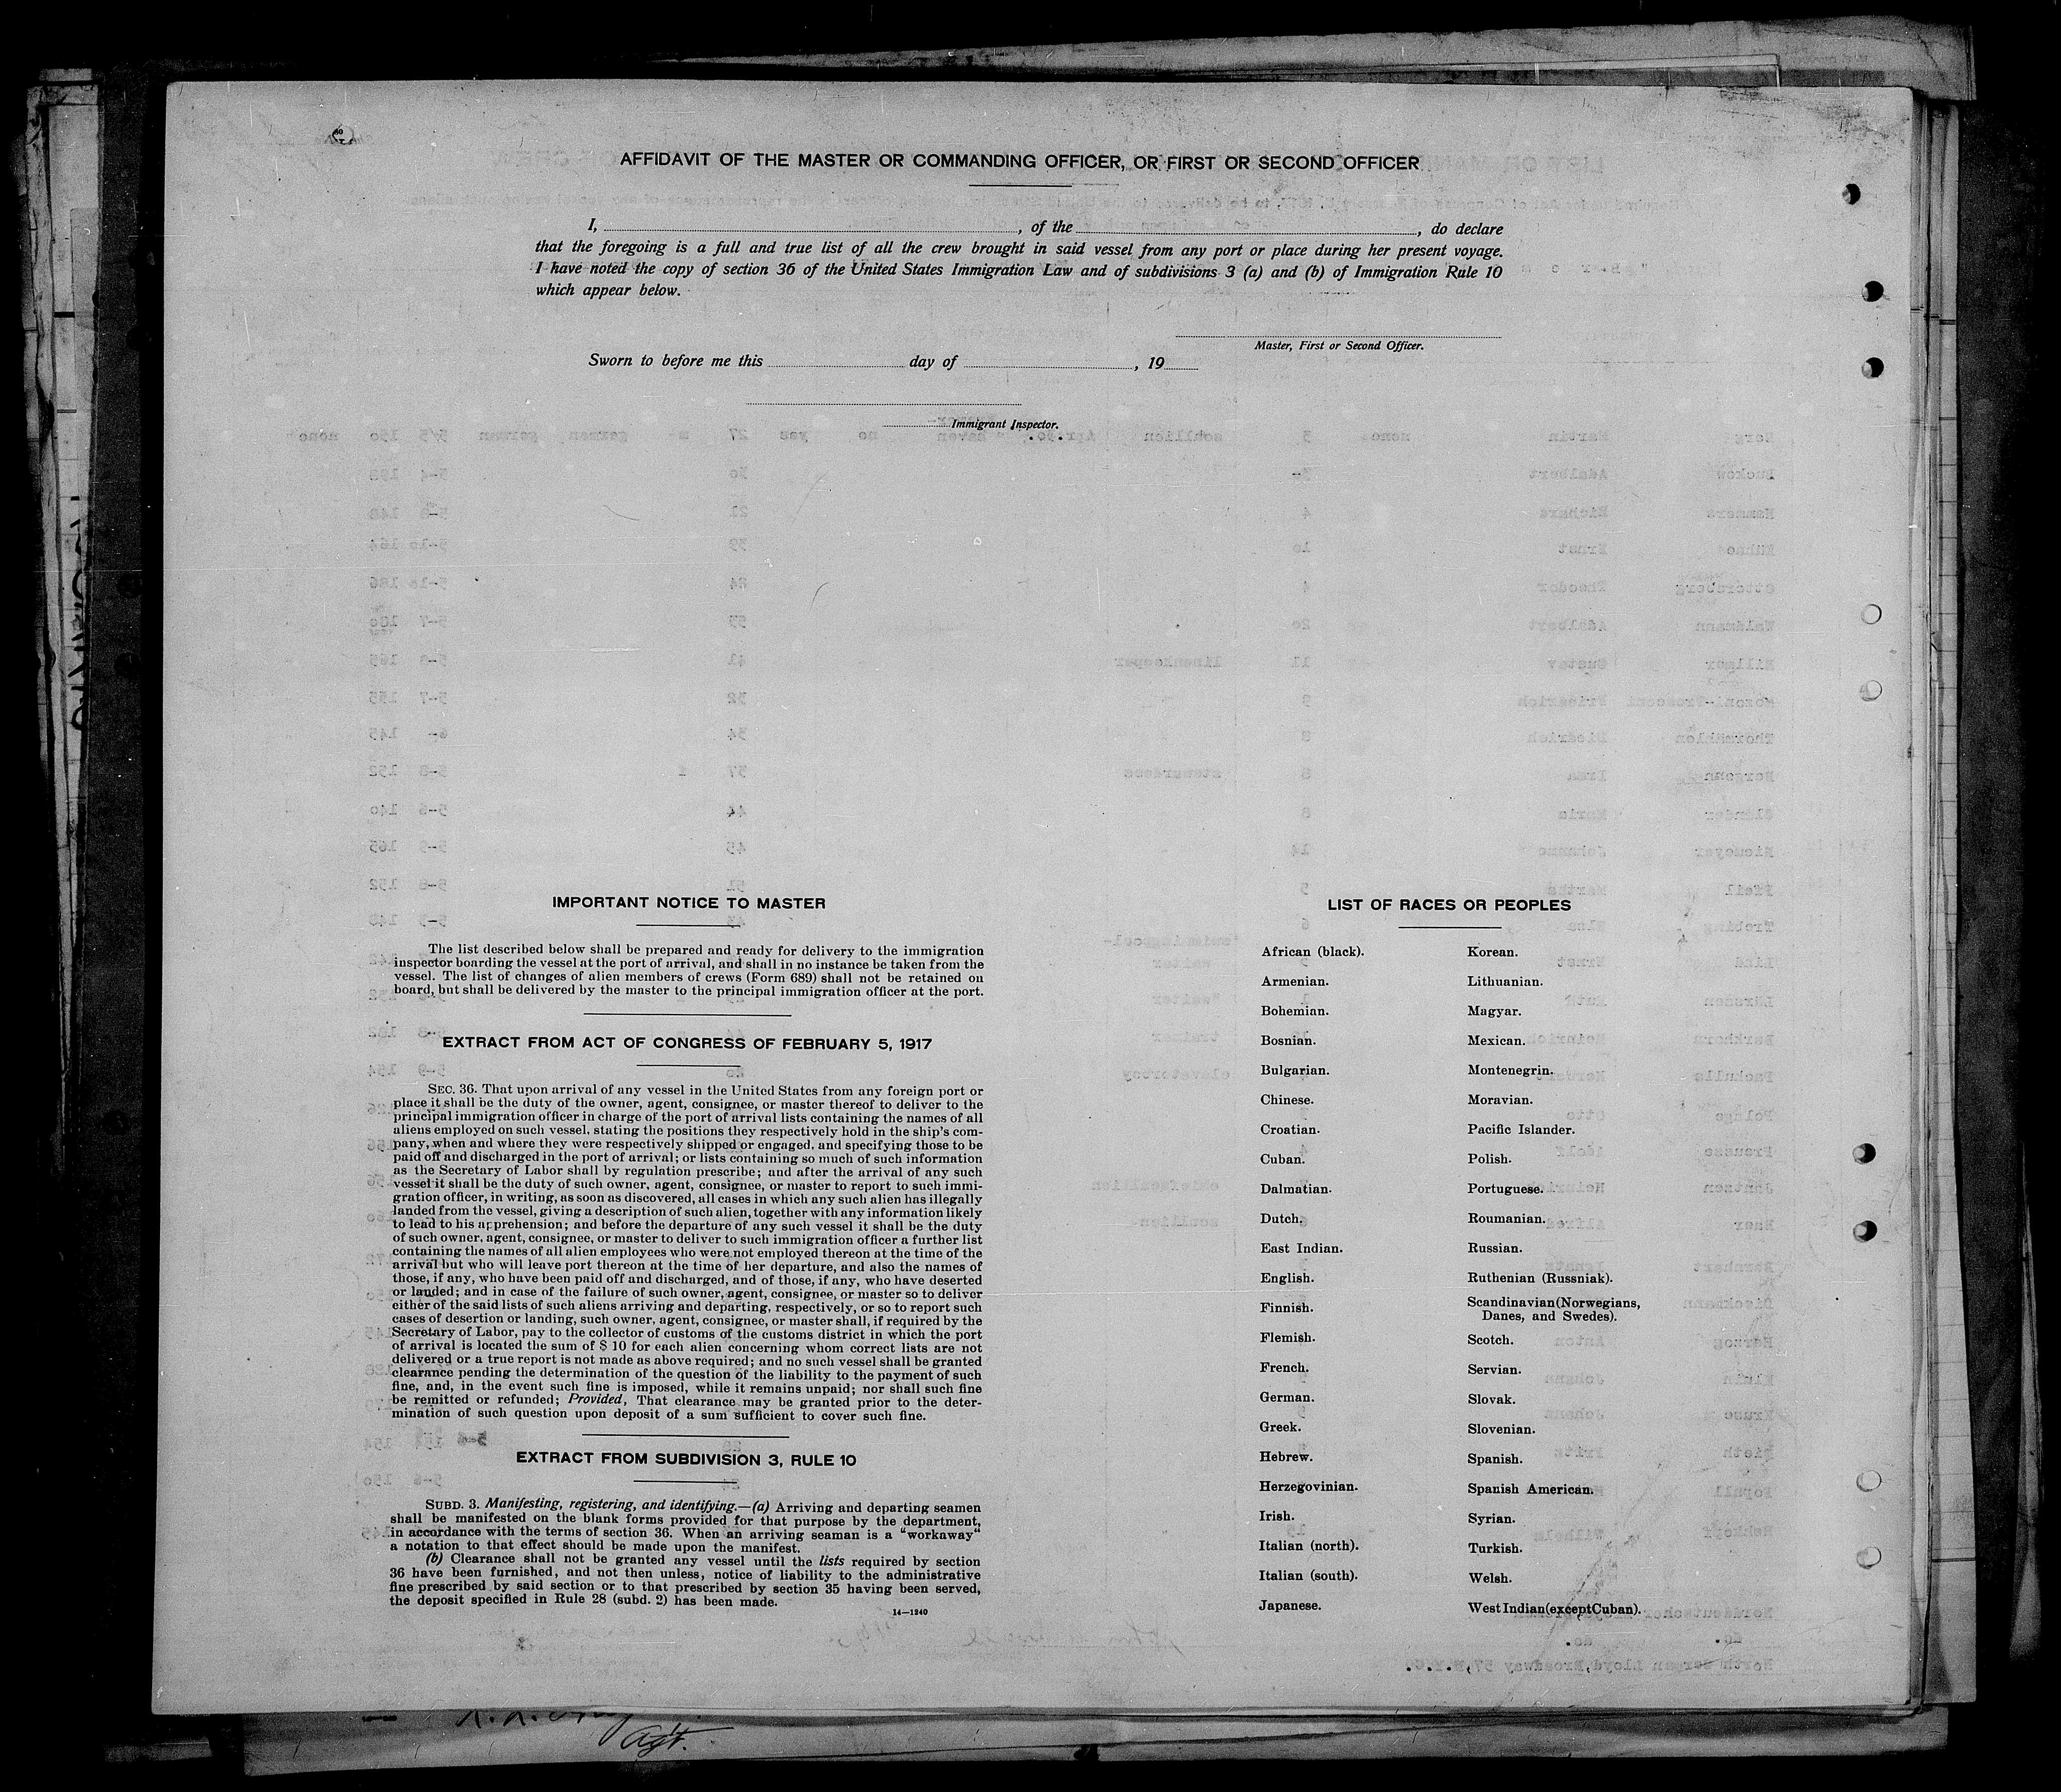 AFFIDAVIT OF THE MASTER OR COMMANDING OFFICER, OR FIRST OR SECOND OFFICER
I, , of the , do declare
that the foregoing is a full and true list of all the crew brought in said vessel from any port or place during her present voyage.
I have noted the copy of section 36 of the United States Immigration Law and of subdivisions 3 (a) and (b) of Immigration Rule 10
which appear below.
Master, First or Second Officer.
Sworn to before me this day of , 19
Immigrant Inspector.
IMPORTANT NOTICE TO MASTER
The list described below shall be prepared and ready for delivery to the immigration
inspector boarding the vessel at the port of arrival, and shall in no instance be taken from the
vessel. The list of changes of alien members of crews (Form 689) shall not be retained on
board, but shall be delivered by the master to the principal immigration officer at the port.
EXTRACT FROM ACT OF CONGRESS OF FEBRUARY 5, 1917
SEC. 36. That upon arrival of any vessel in the United States from any foreign port or
place it shall be the duty of the owner, agent, consignee, or master thereof to deliver to the
principal immigration officer in charge of the port of arrival lists containing the names of all
aliens employed on such vessel, stating the positions they respectively hold in the ship's com-
pany, when and where they were respectively shipped or engaged, and specifying those to be
paid off and discharged in the port of arrival; or lists containing so much of such information
as the Secretary of Labor shall by regulation prescribe; and after the arrival of any such
vessel it shall be the duty of such owner, agent, consignee, or master to report to such immi-
gration officer, in writing, as soon as discovered, all cases in which any such alien has illegally
landed from the vessel, giving a description of such alien, together with any information likely
to lead to his apprehension; and before the departure of any such vessel it shall be the duty
of such owner, agent, consignee, or master to deliver to such immigration officer a further list
containing the names of all alien employees who were not employed thereon at the time of the
arrival but who will leave port thereon at the time of her departure, and also the names of
those, if any, who have been paid off and discharged, and of those, if any, who have deserted
or landed; and in case of the failure of such owner, agent, consignee, or master so to deliver
either of the said lists of such aliens arriving and departing, respectively, or so to report such
cases of desertion or landing, such owner, agent, consignee, or master shall, if required by the
Secretary of Labor, pay to the collector of customs of the customs district in which the port
of arrival is located the sum of $ 10 for each alien concerning whom correct lists are not
delivered or a true report is not made as above required; and no such vessel shall be granted
clearance pending the determination of the question of the liability to the payment of such
fine, and, in the event such fine is imposed, while it remains unpaid; nor shall such fine
be remitted or refunded; Provided, That clearance may be granted prior to the deter-
mination of such question upon deposit of a sum sufficient to cover such fine.
EXTRACT FROM SUBDIVISION 3, RULE 10
SUBD. 3. Manifesting, registering, and identifying.—(a) Arriving and departing seamen
shall be manifested on the blank forms provided for that purpose by the department,
in accordance with the terms of section 36. When an arriving seaman is a "workaway"
a notation to that effect should be made upon the manifest.
(b) Clearance shall not be granted any vessel until the lists required by section
36 have been furnished, and not then unless, notice of liability to the administrative
fine prescribed by said section or to that prescribed by section 35 having been served,
the deposit specified in Rule 28 (subd. 2) has been made.
14—1240
LIST OF RACES OR PEOPLES
African (black).
Armenian.
Bohemian.
Bosnian.
Bulgarian.
Chinese.
Croatian.
Cuban.
Dalmatian.
Dutch.
East Indian.
English.
Finnish.
Flemish.
French.
German.
Greek.
Hebrew.
Herzegovinian.
Irish.
Italian (north).
Italian (south).
Japanese.
Korean.
Lithuanian.
Magyar.
Mexican.
Montenegrin.
Moravian.
Pacific Islander.
Polish.
Portuguese.
Roumanian.
Russian.
Ruthenian (Russniak).
Scandinavian (Norwegians,
Danes, and Swedes).
Scotch.
Servian.
Slovak.
Slovenian.
Spanish.
Spanish American.
Syrian.
Turkish.
Welsh.
West Indian (except Cuban).
Agt.